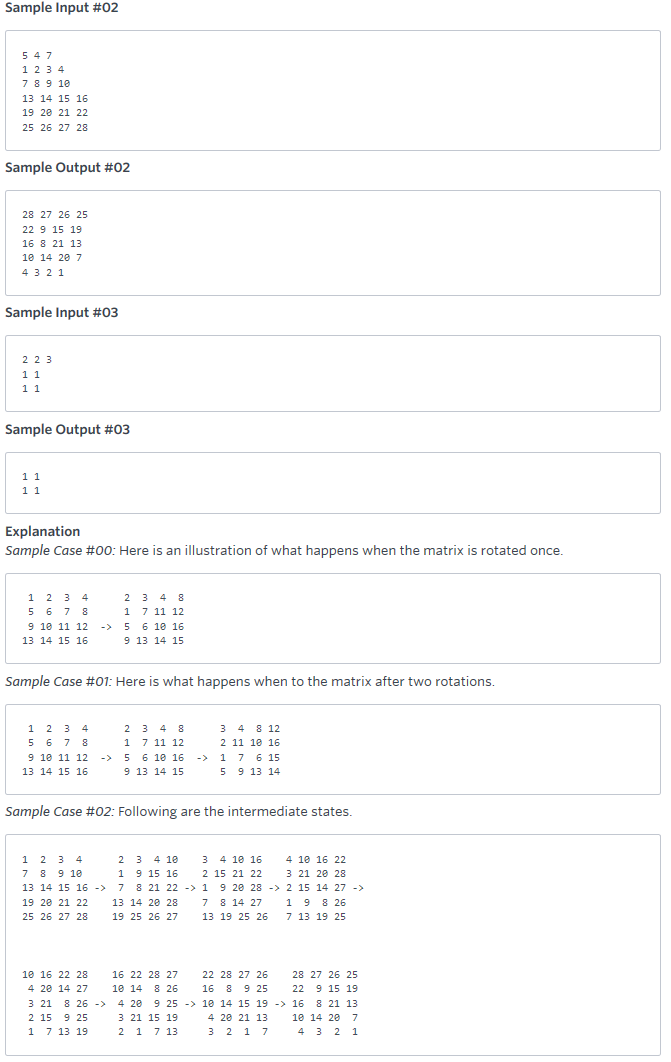 Sample Input #02
5 4 7
1 2 3 4
7 8 9 10
13 14 15 16
19 20 21 22
25 26 27 28
Sample Output #02
28 27 26 25
22 9 15 19
16 8 21 13
10 14 20 7
4 3 2 1
Sample Input #03
2 2 3
1 1
1 1
Sample Output #03
1 1
1 1
Explanation
Sample Case #00: Here is an illustration of what happens when the matrix is rotated once.
1 2 3 4 2 3 4 8
5 6 7 8 1 7 11 12
9 10 11 12 -> 5 6 10 16
13 14 15 16 9 13 14 15
Sample Case #01: Here is what happens when to the matrix after two rotations.
1 2 3 4 2 3 4 8 3 4 8 12
5 6 7 8 1 7 11 12 2 11 10 16
9 10 11 12 -> 5 6 10 16 -> 1 7 6 15
13 14 15 16 9 13 14 15 5 9 13 14
Sample Case #02: Following are the intermediate states.
1 2 3 4 2 3 4 10 3 4 10 16 4 10 16 22
7 8 9 10 1 9 15 16 2 15 21 22 3 21 20 28
13 14 15 16 -> 7 8 21 22 -> 1 9 20 28 -> 2 15 14 27 ->
19 20 21 22 13 14 20 28 7 8 14 27 1 9 8 26
25 26 27 28 19 25 26 27 13 19 25 26 7 13 19 25
10 16 22 28 16 22 28 27 22 28 27 26 28 27 26 25
4 20 14 27 10 14 8 26 16 8 9 25 22 9 15 19
3 21 8 26 -> 4 20 9 25 -> 10 14 15 19 -> 16 8 21 13
2 15 9 25 3 21 15 19 4 20 21 13 10 14 20 7
1 7 13 19 2 1 7 13 3 2 1 7 4 3 2 1